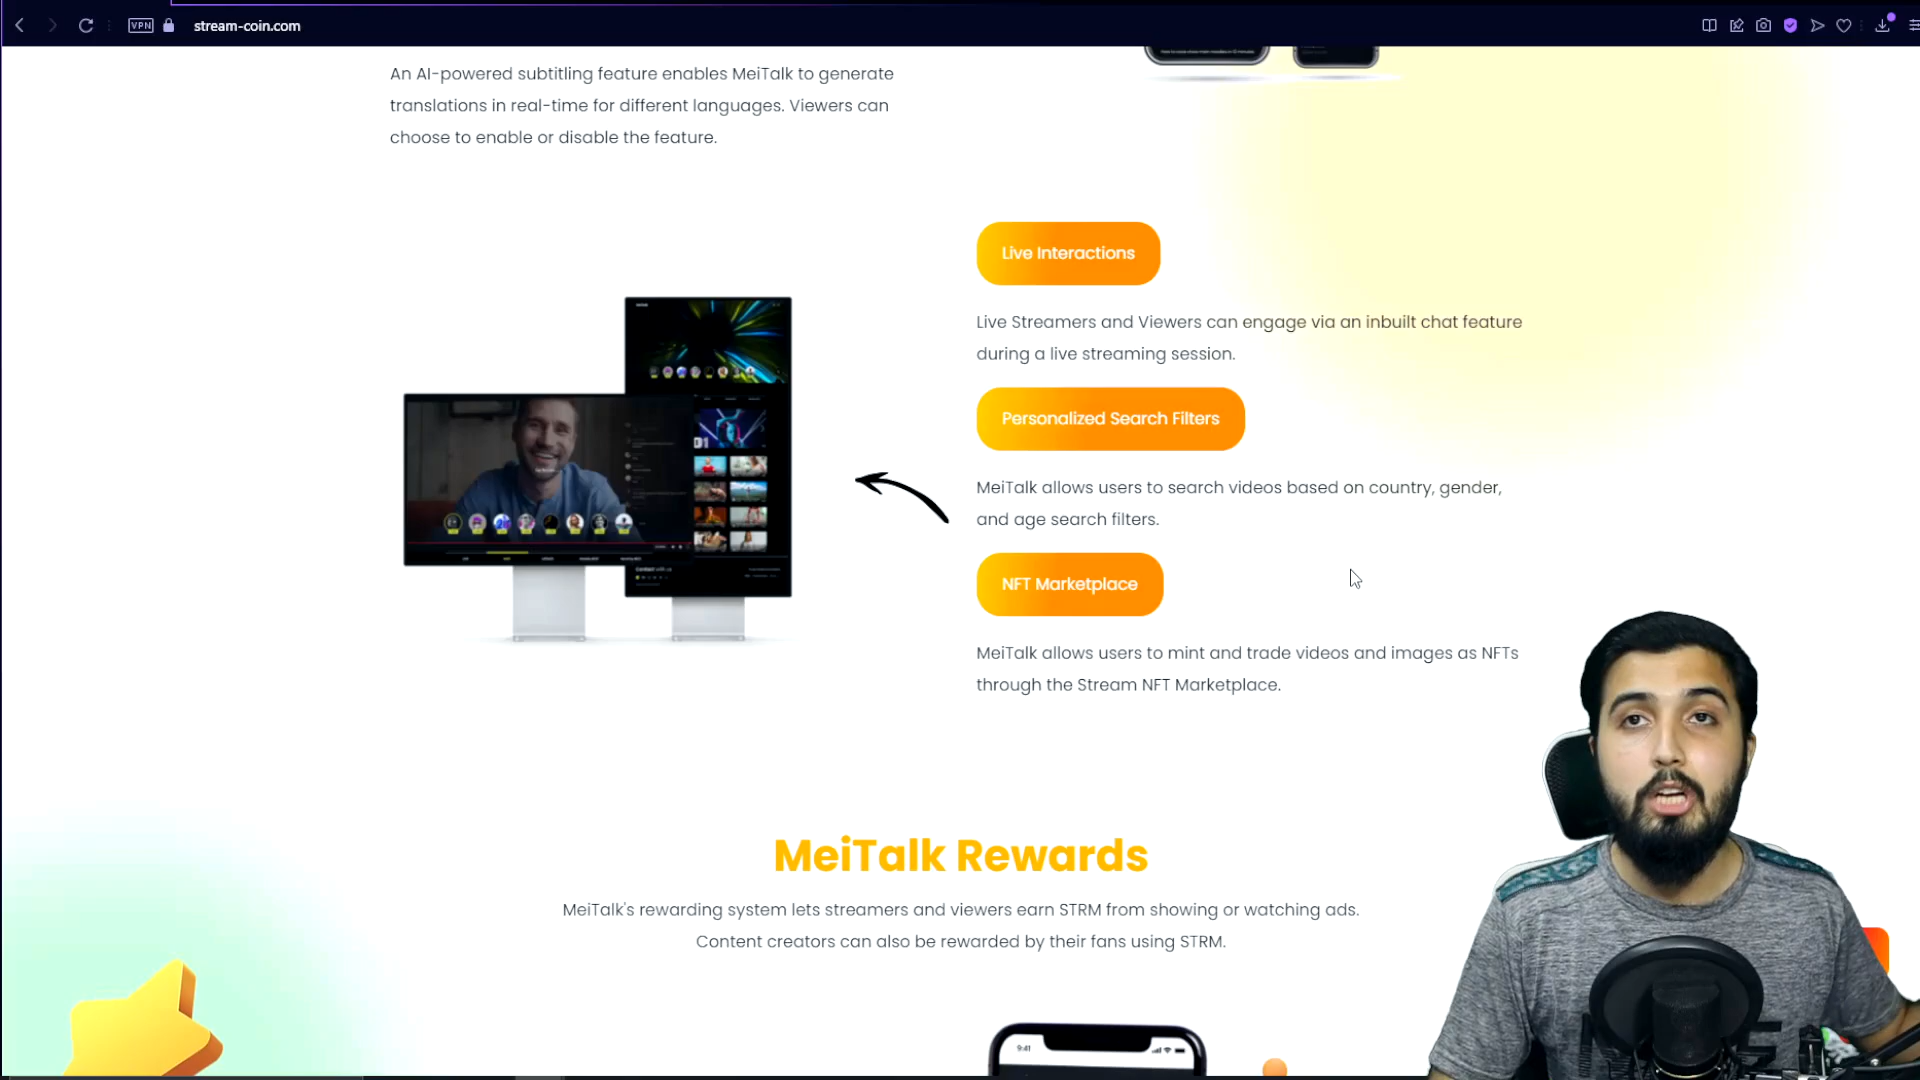 VPN
stream-coin.com
An AI-powered subtitling feature enables MeiTalk to generate
translations in real-time for different languages. Viewers can
choose to enable or disable the feature.
Live Interactions
Live Streamers and Viewers can engage via an inbuilt chat feature
during a live streaming session.
Personalized Search Filters
MeiTalk allows users to search videos based on country, gender,
and age search filters.
NFT Marketplace
MeiTalk allows users to mint and trade videos and images as NFTs
through the Stream NFT Marketplace.
MeiTalk Rewards
MeiTalk's rewarding system lets streamers and viewers earn STRM from showing or watching ads.
Content creators can also be rewarded by their fans using STRM.
9:41